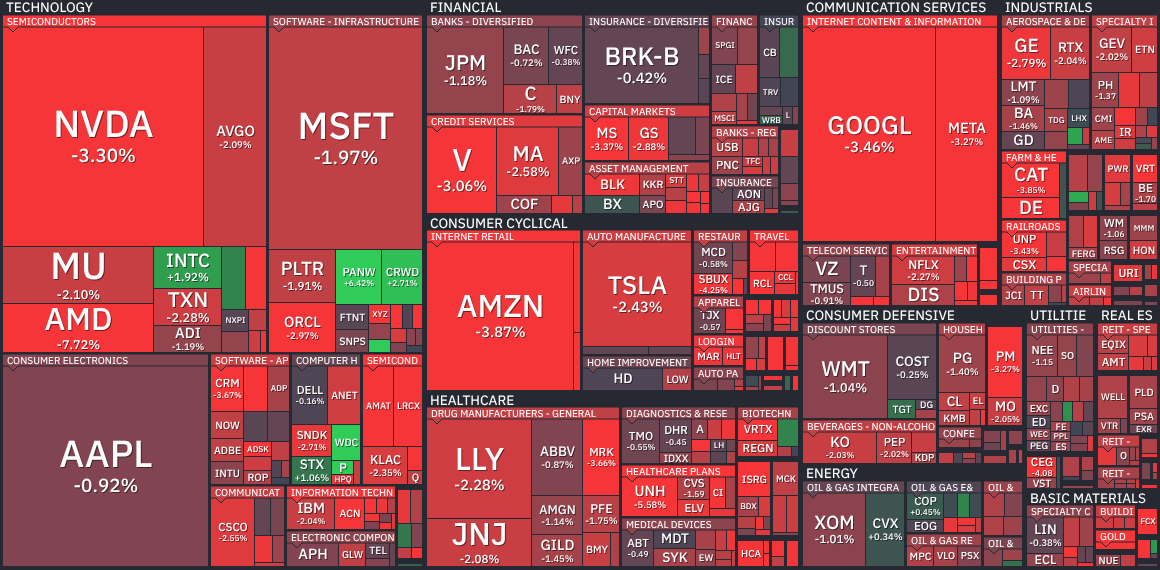 TECHNOLOGY
SEMICONDUCTORS
NVDA
-3.30%
AVGO
-2.09%
MU
-2.10%
AMD
-7.72%
INTC
+1.92%
TXN
-2.28%
ADI
-1.19%
NXPI
SOFTWARE - INFRASTRUCTURE
MSFT
-1.97%
PLTR
-1.91%
PANW
+6.42%
CRWD
+2.71%
ORCL
-2.97%
FTNT
XYZ
SNPS
CONSUMER ELECTRONICS
AAPL
-0.92%
SOFTWARE - AP
CRM
-3.67%
ADP
NOW
ADBE
ADSK
INTU
ROP
COMPUTER H
DELL
-0.16%
ANET
SNDK
-2.71%
WDC
STX
+1.06%
P
HPQ
SEMICOND
AMAT
LRCX
KLAC
-2.35%
Q
COMMUNICAT
CSCO
-2.55%
INFORMATION TECHN
IBM
-2.04%
ACN
ELECTRONIC COMPON
APH
GLW
TEL
FINANCIAL
BANKS - DIVERSIFIED
JPM
-1.18%
BAC
-0.72%
WFC
-0.38%
C
-1.79%
BNY
CREDIT SERVICES
V
-3.06%
MA
-2.58%
AXP
COF
INSURANCE - DIVERSIFIE
BRK-B
-0.42%
CAPITAL MARKETS
MS
-3.37%
GS
-2.88%
ASSET MANAGEMENT
BLK
KKR
STT
BX
APO
FINANC
SPGI
ICE
MSCI
INSUR
CB
TRV
WRB
L
BANKS - REG
USB
PNC
TFC
INSURANCE
AON
AJG
CONSUMER CYCLICAL
INTERNET RETAIL
AMZN
-3.87%
AUTO MANUFACTURE
TSLA
-2.43%
HOME IMPROVEMENT
HD
LOW
RESTAUR
MCD
-0.58%
SBUX
-4.25%
TRAVEL
RCL
CCL
APPAREL
TJX
-0.57
LODGIN
MAR
HLT
AUTO PA
HEALTHCARE
DRUG MANUFACTURERS - GENERAL
LLY
-2.28%
JNJ
-2.08%
ABBV
-0.87%
MRK
-3.66%
AMGN
-1.14%
PFE
-1.75%
GILD
-1.45%
BMY
DIAGNOSTICS & RESE
TMO
-0.55%
DHR
-0.45
A
IDXX
LH
HEALTHCARE PLANS
UNH
-5.58%
CVS
-1.59
CI
ELV
MEDICAL DEVICES
ABT
-0.49
MDT
SYK
EW
BIOTECHN
VRTX
REGN
ISRG
BDX
MCK
HCA
COMMUNICATION SERVICES
INTERNET CONTENT & INFORMATION
GOOGL
-3.46%
META
-3.27%
TELECOM SERVIC
VZ
T
-0.50
TMUS
-0.91%
ENTERTAINMENT
NFLX
-2.27%
DIS
INDUSTRIALS
AEROSPACE & DE
GE
-2.79%
RTX
-2.04%
LMT
-1.09%
BA
-1.46%
GD
TDG
LHX
SPECIALTY I
GEV
-2.02%
ETN
PH
-1.37
CMI
IR
AME
FARM & HE
CAT
-3.85%
DE
RAILROADS
UNP
-3.43%
CSX
BUILDING P
JCI
TT
PWR
VRT
BE
-1.70
FERG
WM
-1.06
MMM
RSG
HON
SPECIA
URI
AIRLIN
CONSUMER DEFENSIVE
DISCOUNT STORES
WMT
-1.04%
COST
-0.25%
TGT
DG
HOUSEH
PG
-1.40%
CL
EL
KMB
PM
-3.27%
MO
-2.05%
BEVERAGES - NON-ALCOHO
KO
-2.03%
PEP
-2.02%
KDP
CONFE
ENERGY
OIL & GAS INTEGRA
XOM
-1.01%
CVX
+0.34%
OIL & GAS E&
COP
+0.45%
EOG
OIL & GAS RE
MPC
VLO
PSX
OIL &
OIL &
UTILITIE
UTILITIES -
NEE
-1.15
SO
D
EXC
ED
FE
WEC
PPL
PEG
ES
CEG
-4.08
VST
REAL ES
REIT - SPE
EQIX
AMT
WELL
PLD
PSA
VTR
EXR
REIT -
O
REIT -
BASIC MATERIALS
SPECIALTY C
LIN
-0.38%
ECL
BUILDI
GOLD
NUE
FCX